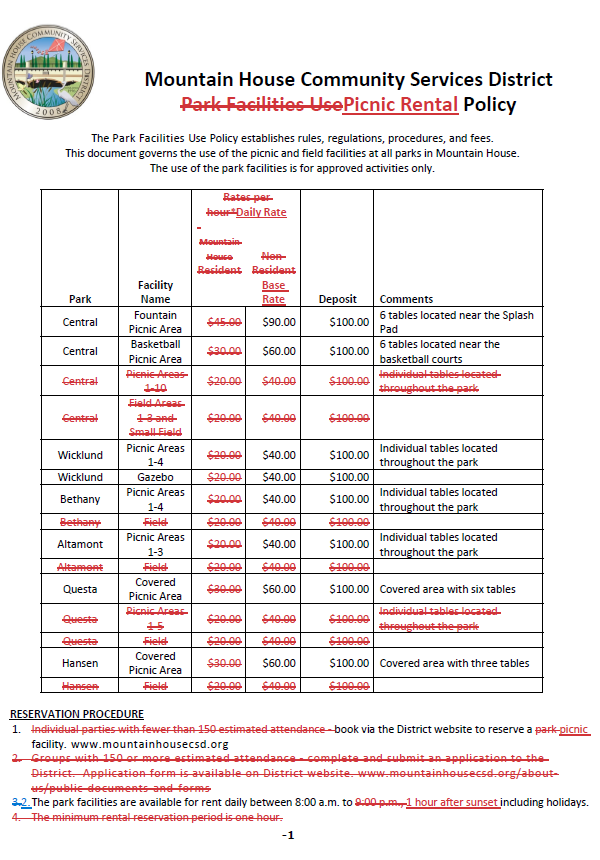 MOUNTAIN HOUSE COMMUNITY SERVICES DISTRICT
2008
Mountain House Community Services District
Park Facilities UsePicnic Rental Policy
The Park Facilities Use Policy establishes rules, regulations, procedures, and fees.
This document governs the use of the picnic and field facilities at all parks in Mountain House.
The use of the park facilities is for approved activities only.
Rates per
hour*Daily Rate
Mountain
House
Resident
Non-
Resident
Base
Rate
Park
Facility
Name
Deposit
Comments
Central
Fountain
Picnic Area
$45.00
$90.00
$100.00
6 tables located near the Splash
Pad
Central
Basketball
Picnic Area
$30.00
$60.00
$100.00
6 tables located near the
basketball courts
Central
Picnic Areas
1-10
$20.00
$40.00
$100.00
Individual tables located
throughout the park
Central
Field Areas
1-3 and
Small Field
$20.00
$40.00
$100.00
Wicklund
Picnic Areas
1-4
$20.00
$40.00
$100.00
Individual tables located
throughout the park
Wicklund
Gazebo
$20.00
$40.00
$100.00
Bethany
Picnic Areas
1-4
$20.00
$40.00
$100.00
Individual tables located
throughout the park
Bethany
Field
$20.00
$40.00
$100.00
Altamont
Picnic Areas
1-3
$20.00
$40.00
$100.00
Individual tables located
throughout the park
Altamont
Field
$20.00
$40.00
$100.00
Questa
Covered
Picnic Area
$30.00
$60.00
$100.00
Covered area with six tables
Questa
Picnic Areas
1-5
$20.00
$40.00
$100.00
Individual tables located
throughout the park
Questa
Field
$20.00
$40.00
$100.00
Hansen
Covered
Picnic Area
$30.00
$60.00
$100.00
Covered area with three tables
Hansen
Field
$20.00
$40.00
$100.00
RESERVATION PROCEDURE
1. Individual parties with fewer than 150 estimated attendance - book via the District website to reserve a park picnic
facility. www.mountainhousecsd.org
2. Groups with 150 or more estimated attendance - complete and submit an application to the
District. Application form is available on District website. www.mountainhousecsd.org/about-
us/public-documents-and-forms
3.2. The park facilities are available for rent daily between 8:00 a.m. to 9:00 p.m., 1 hour after sunset including holidays.
4. The minimum rental reservation period is one hour.
-1